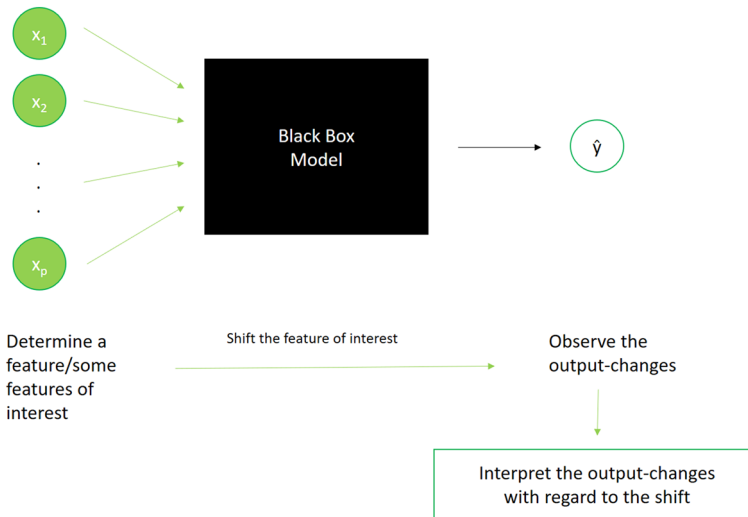 x1
x2
.
.
.
xp
Black Box
Model
ŷ
Determine a
feature/some
features of
interest
Shift the feature of interest
Observe the
output-changes
Interpret the output-changes
with regard to the shift